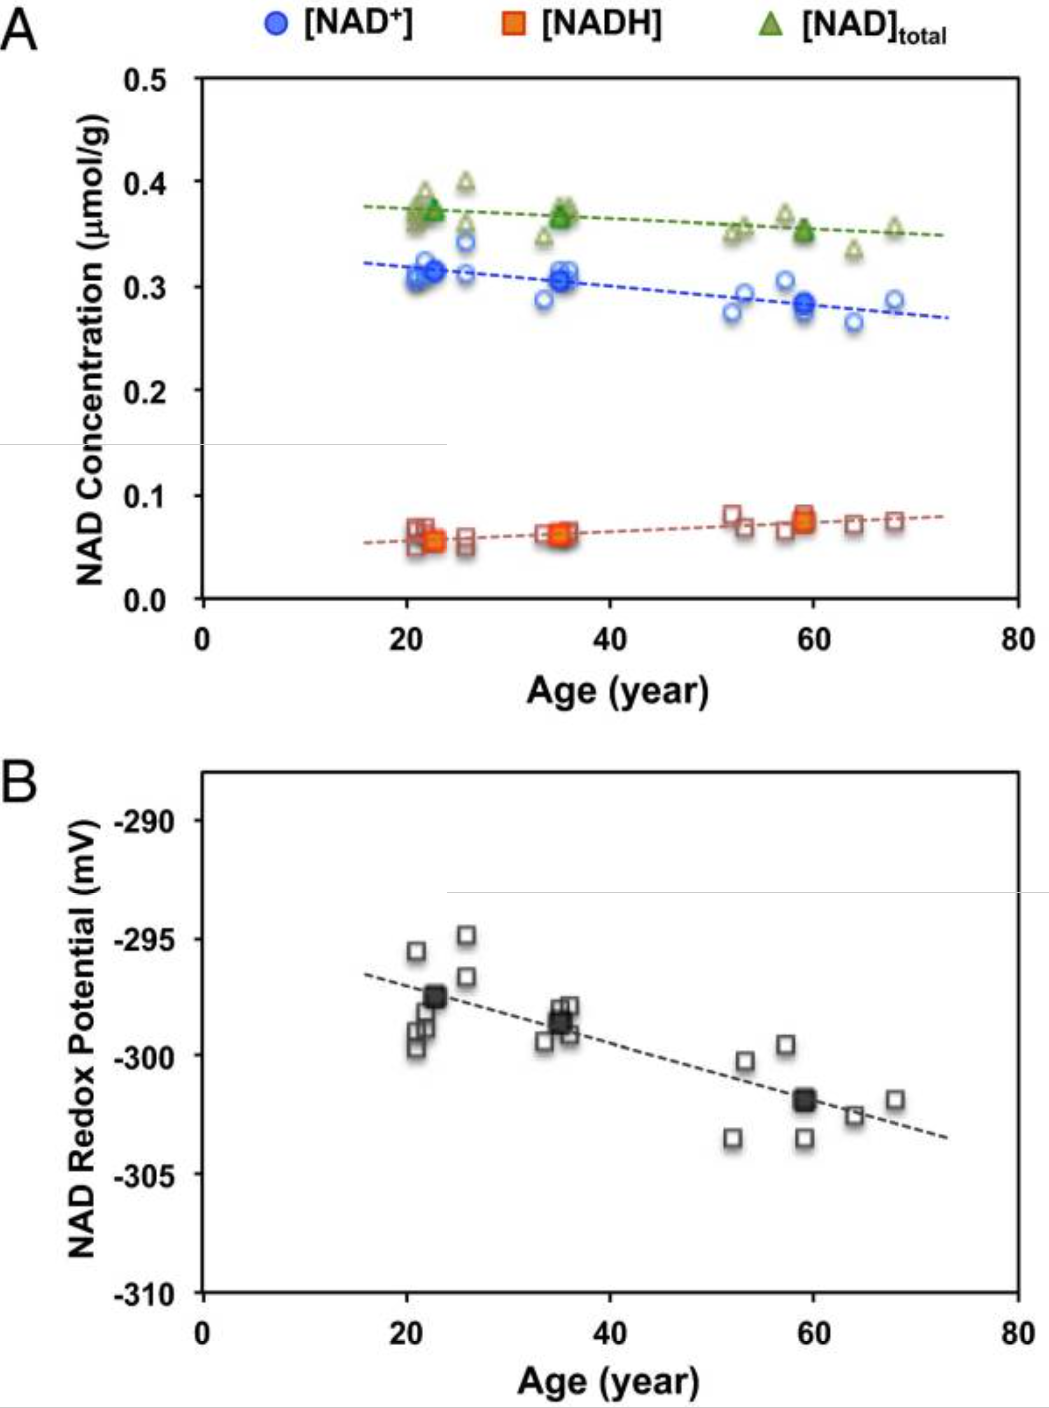 A
[NAD⁺] [NADH] [NAD]total
0.5
0.4
0.3
0.2
0.1
0.0
NAD Concentration (μmol/g)
0 20 40 60 80
Age (year)
B
-290
-295
-300
-305
-310
NAD Redox Potential (mV)
0 20 40 60 80
Age (year)